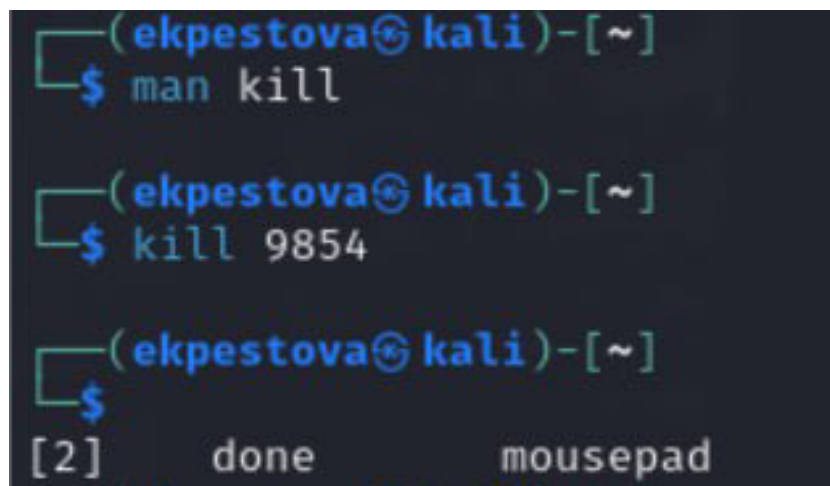 (ekpestova㉿kali)-[~]
$ man kill
(ekpestova㉿kali)-[~]
$ kill 9854
(ekpestova㉿kali)-[~]
$
[2] done mousepad